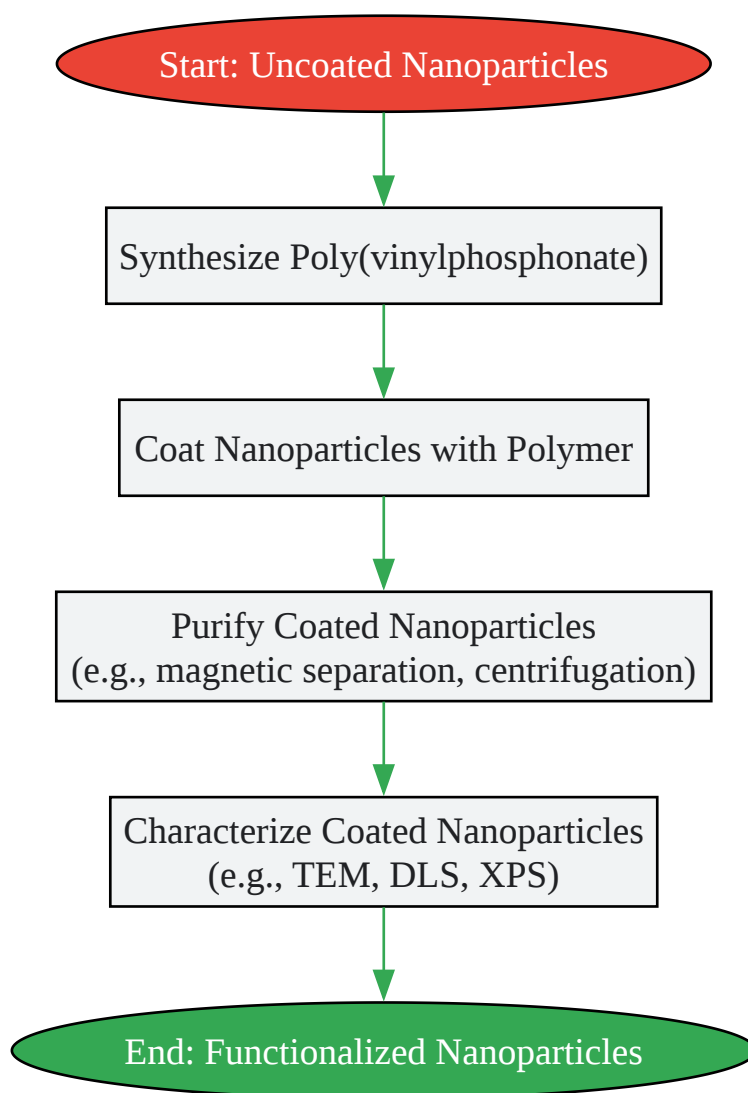 Start: Uncoated Nanoparticles
Synthesize Poly(vinylphosphonate)
Coat Nanoparticles with Polymer
Purify Coated Nanoparticles
(e.g., magnetic separation, centrifugation)
Characterize Coated Nanoparticles
(e.g., TEM, DLS, XPS)
End: Functionalized Nanoparticles